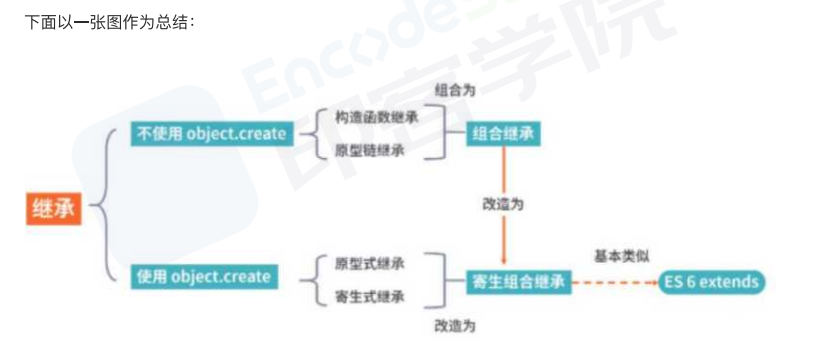 下面以一张图作为总结：
组合为
构造函数继承
不使用 object.create
组合继承
原型链继承
继承
改造为
基本类似
原型式继承
使用 object.create
寄生组合继承
ES 6 extends
寄生式继承
改造为
印客学院